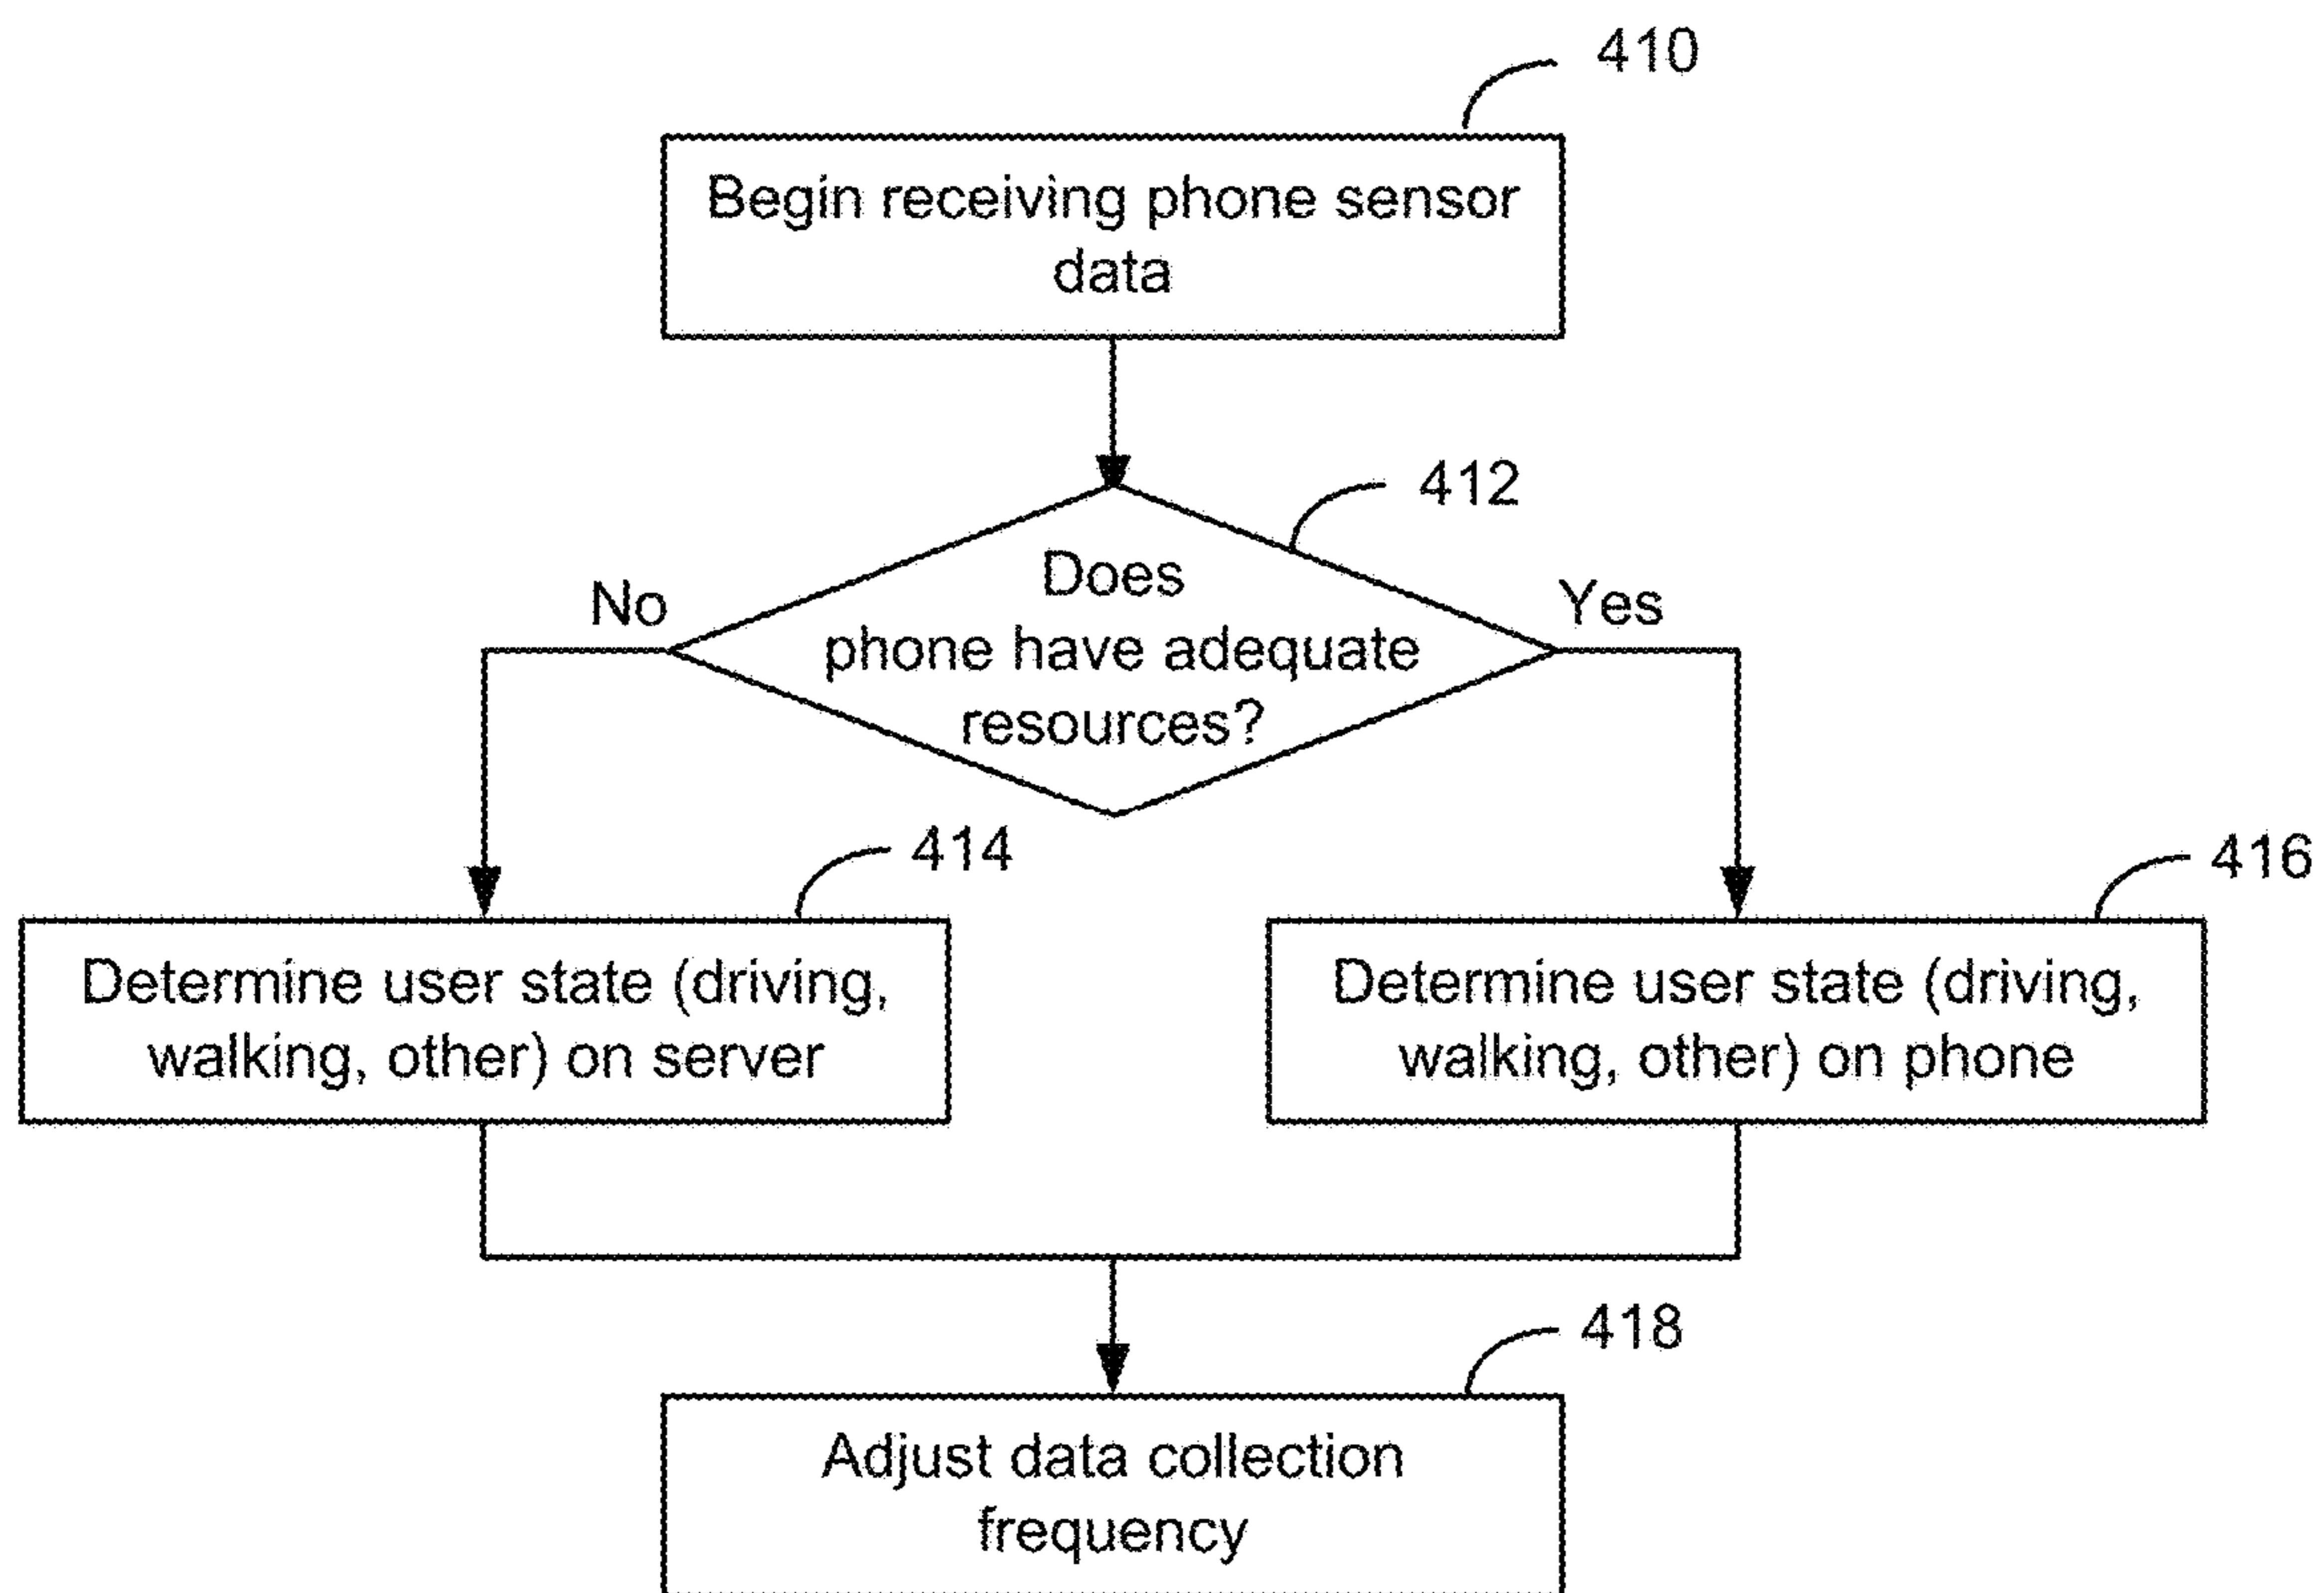 410
Begin receiving phone sensor
data
412
Does
phone have adequate
resources?
No
Yes
414
416
Determine user state (driving,
walking, other) on server
Determine user state (driving,
walking, other) on phone
418
Adjust data collection
frequency